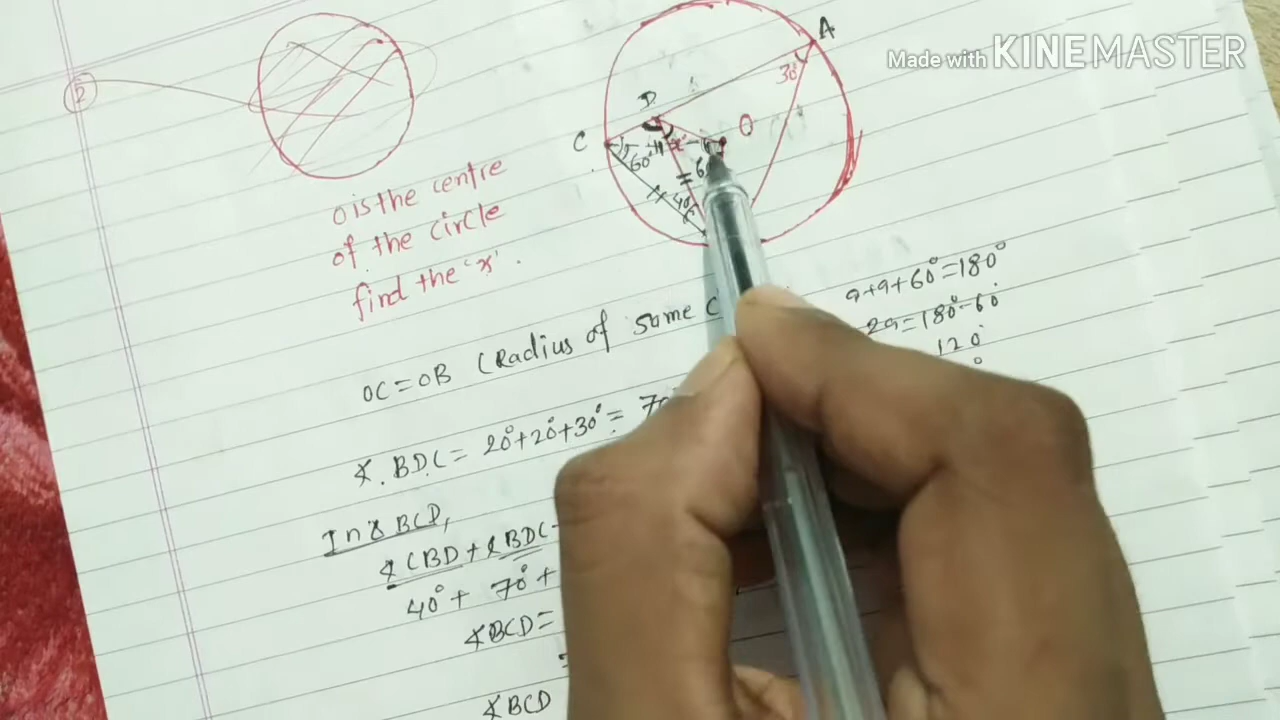 Made with KINEMASTER
2
A
30°
D
C
O
x
60°
40
o is the centre
of the circle
find the 'x'.
OC = OB (Radius of same
a+a+60°=180°
2a=180°-60°
120°
∡.BDC = 20°+20°+30° = 70
In ∡ BCD,
∡CBD + ∡BDC
40°+ 70°+
∡BCD=
∡BCD